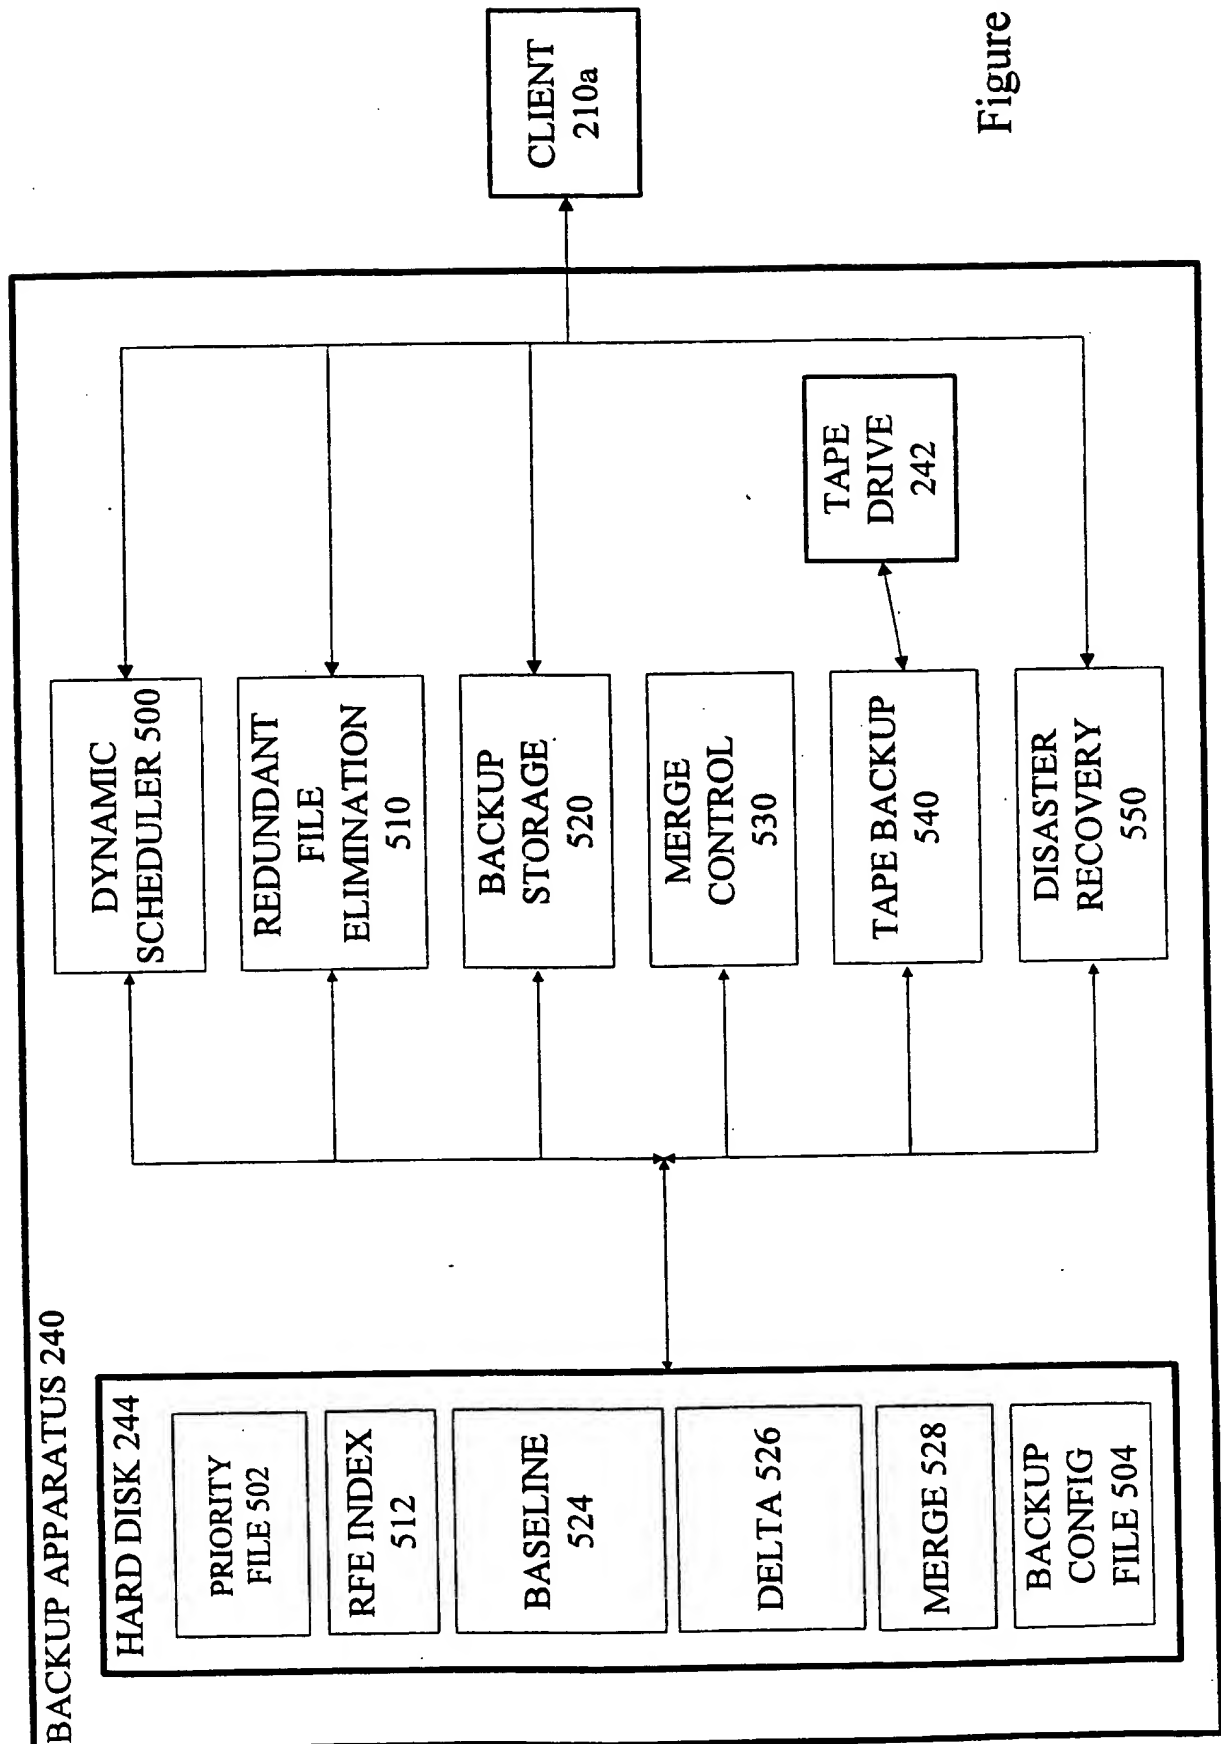 BACKUP APPARATUS 240
HARD DISK 244
PRIORITY
FILE 502
RFE INDEX
512
BASELINE
524
DELTA 526
MERGE 528
BACKUP
CONFIG
FILE 504
DYNAMIC
SCHEDULER 500
REDUNDANT
FILE
ELIMINATION
510
BACKUP
STORAGE
520
MERGE
CONTROL
530
TAPE BACKUP
540
DISASTER
RECOVERY
550
TAPE
DRIVE
242
CLIENT
210a
Figure